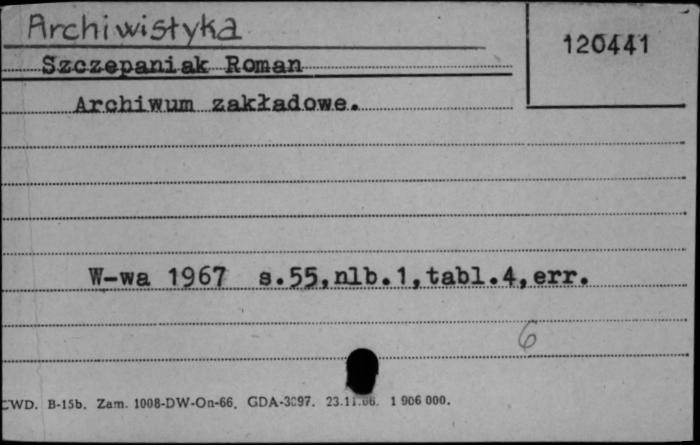 Archiwistyka
120441
Szczepaniak Roman
Archiwum zakładowe.
W-wa 1967 s.55,nlb.1,tabl.4,err.
6
CWD. B-15b. Zam. 1008-DW-On-66. GDA-3097. 23.11.66. 1 906 000.